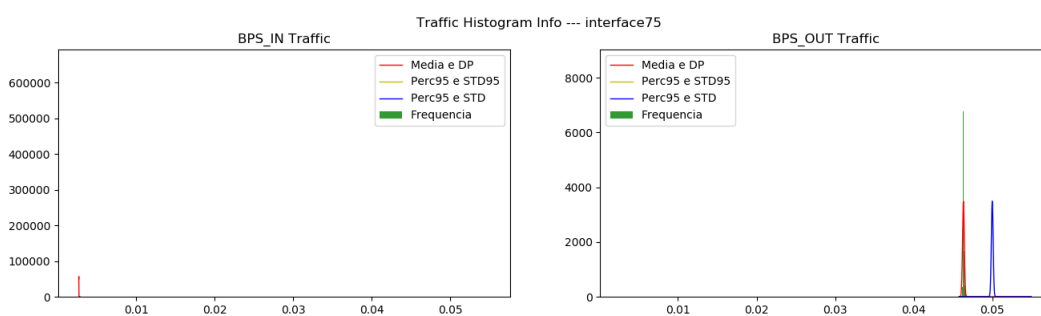 Traffic Histogram Info --- interface75
BPS_IN Traffic
600000
500000
400000
300000
200000
100000
0
0.01 0.02 0.03 0.04 0.05
Media e DP
Perc95 e STD95
Perc95 e STD
Frequencia
BPS_OUT Traffic
8000
6000
4000
2000
0
0.01 0.02 0.03 0.04 0.05
Media e DP
Perc95 e STD95
Perc95 e STD
Frequencia